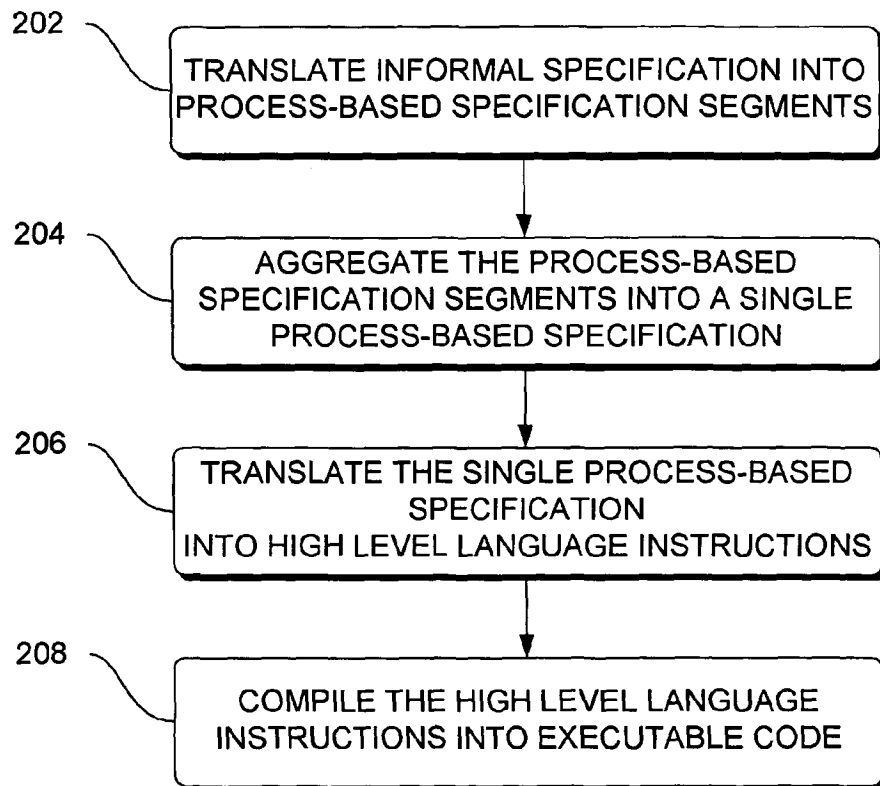 202
TRANSLATE INFORMAL SPECIFICATION INTO
PROCESS-BASED SPECIFICATION SEGMENTS
204
AGGREGATE THE PROCESS-BASED
SPECIFICATION SEGMENTS INTO A SINGLE
PROCESS-BASED SPECIFICATION
206
TRANSLATE THE SINGLE PROCESS-BASED
SPECIFICATION
INTO HIGH LEVEL LANGUAGE INSTRUCTIONS
208
COMPILE THE HIGH LEVEL LANGUAGE
INSTRUCTIONS INTO EXECUTABLE CODE